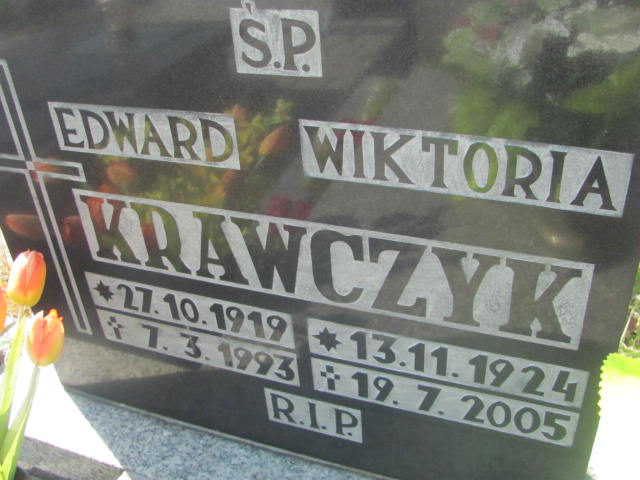 Ś.P.
EDWARD WIKTORIA
KRAWCZYK
* 27.10.1919 * 13.11.1924
† 7.3.1993 † 19.7.2005
R.I.P.